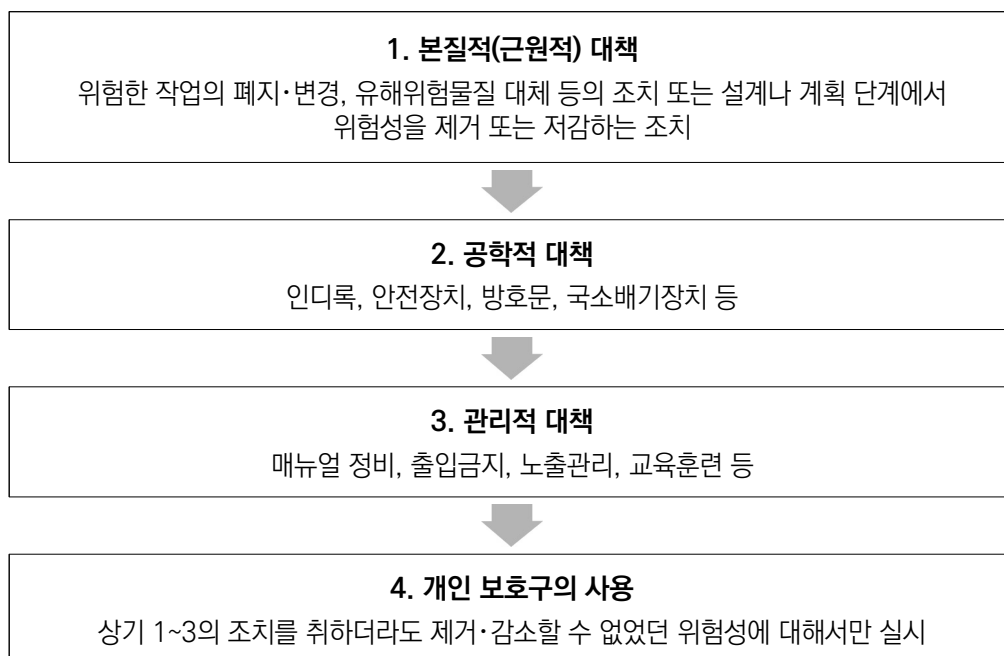 1. 본질적(근원적) 대책
위험한 작업의 폐지·변경, 유해위험물질 대체 등의 조치 또는 설계나 계획 단계에서
위험성을 제거 또는 저감하는 조치
2. 공학적 대책
인디록, 안전장치, 방호문, 국소배기장치 등
3. 관리적 대책
매뉴얼 정비, 출입금지, 노출관리, 교육훈련 등
4. 개인 보호구의 사용
상기 1~3의 조치를 취하더라도 제거·감소할 수 없었던 위험성에 대해서만 실시